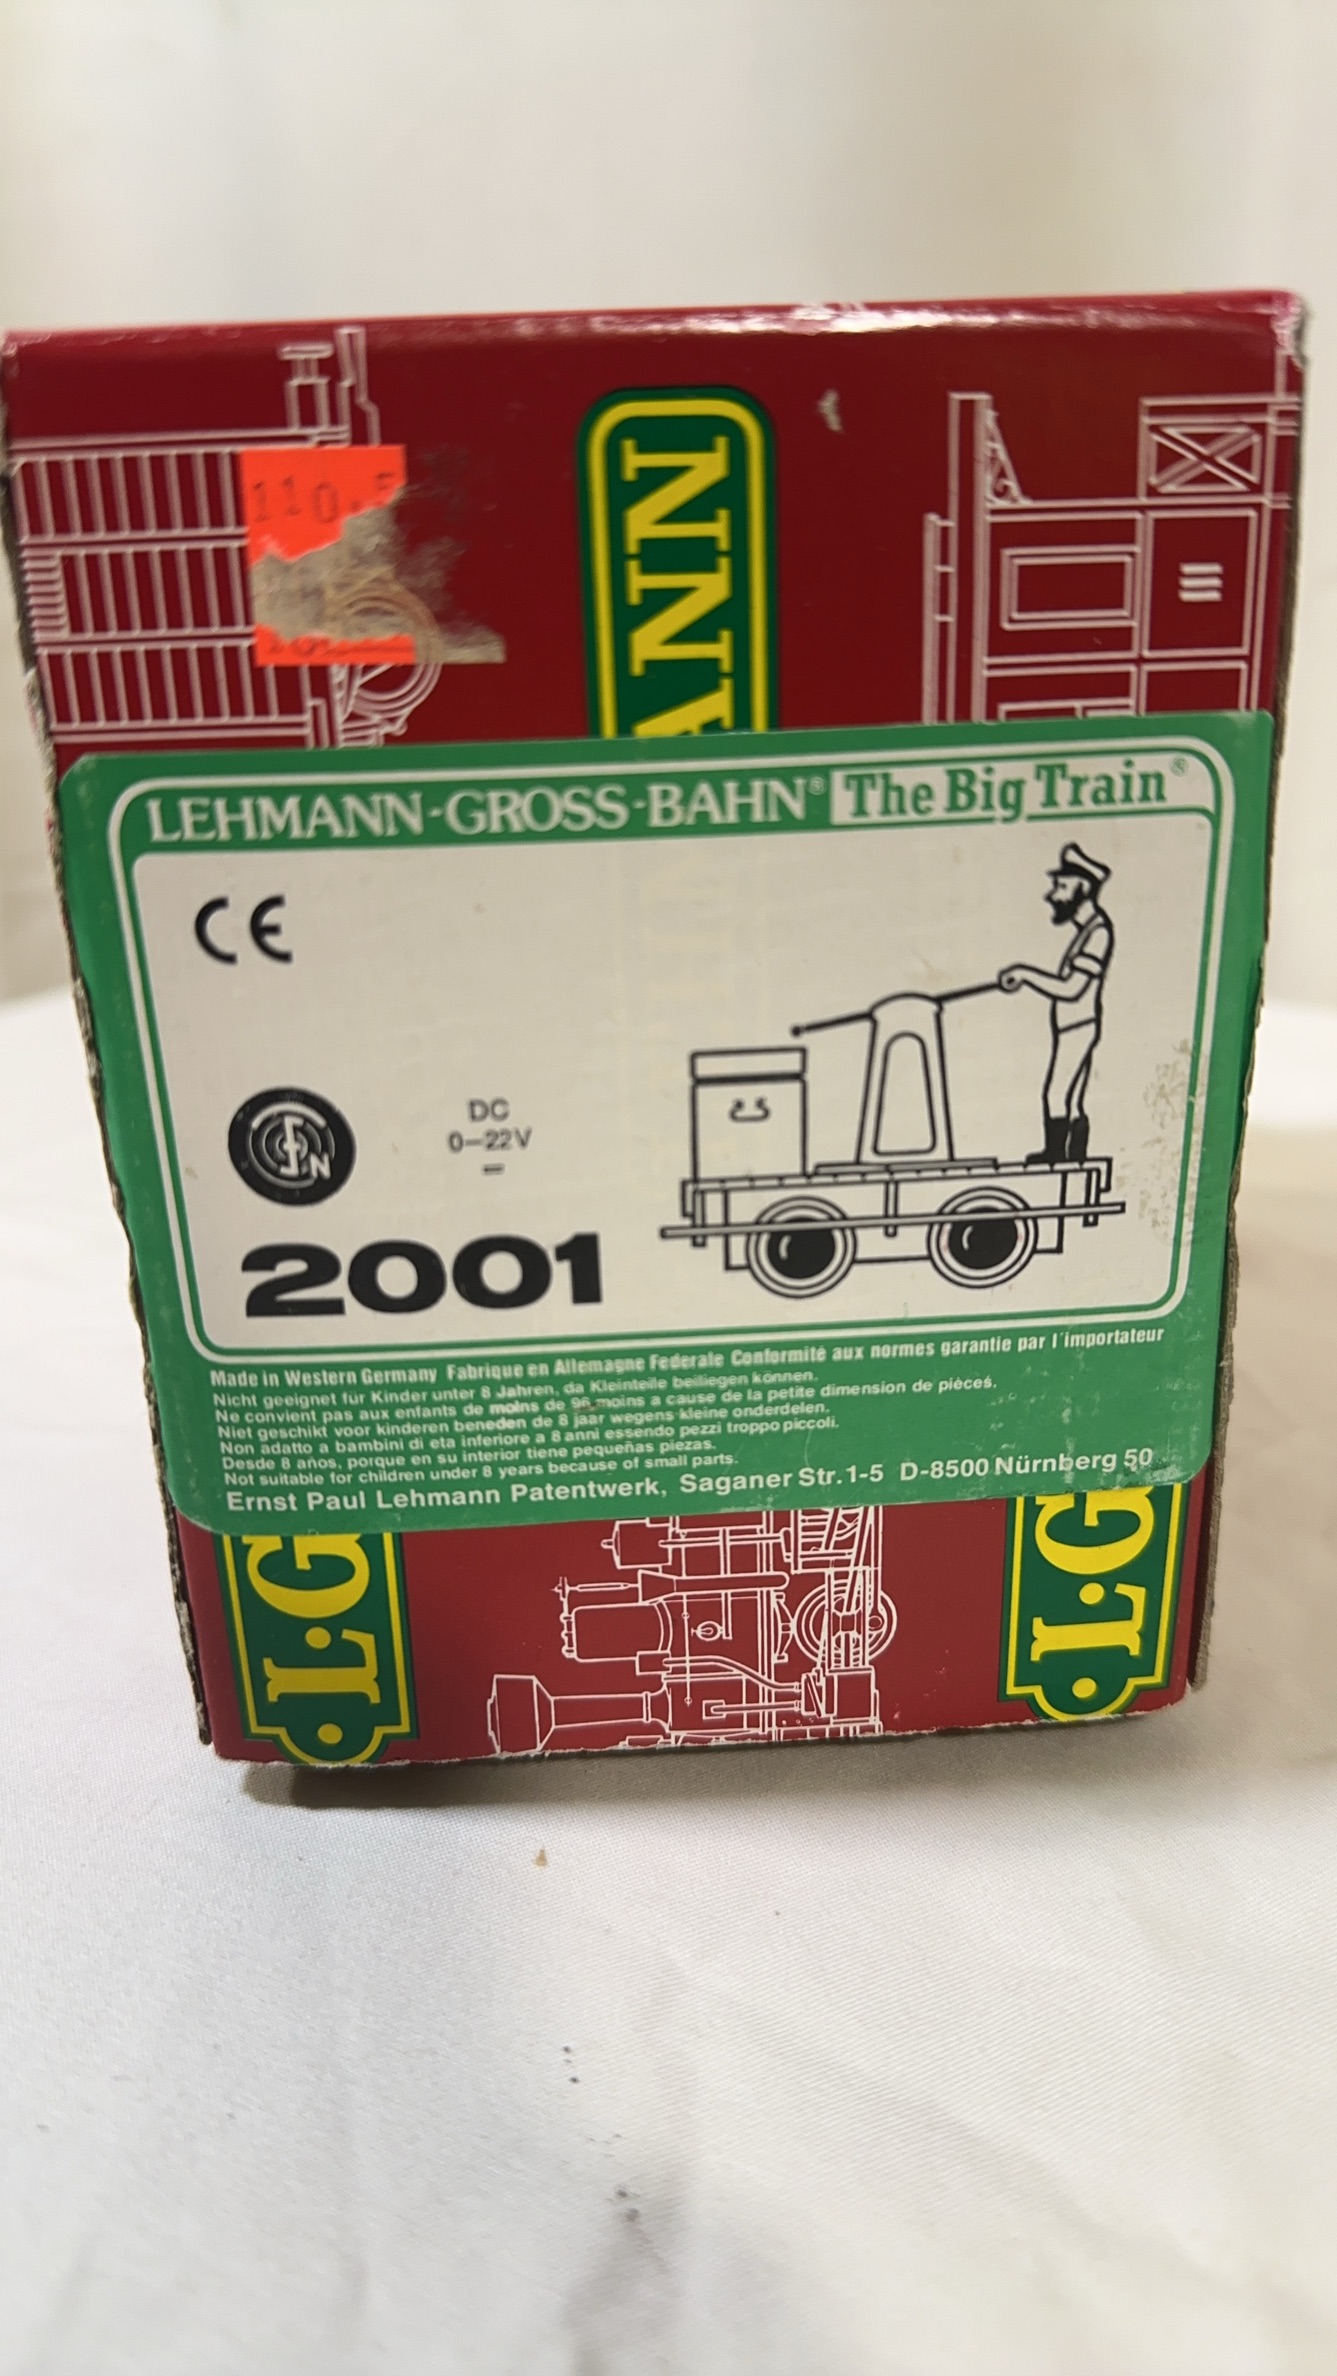 110.
ANN
LEHMANN-GROSS-BAHN® The Big Train®
CE
DC
0-22V
2001
Made in Western Germany Fabrique en Allemagne Federale Conformité aux normes garantie par l'importateur
Nicht geeignet für Kinder unter 8 Jahren, da Kleinteile beiliegen können.
Ne convient pas aux enfants de moins de 96 moins a cause de la petite dimension de pièces.
Niet geschikt voor kinderen beneden de 8 jaar wegens kleine onderdelen.
Non adatto a bambini di eta inferiore a 8 anni essendo pezzi troppo piccoli.
Desde 8 años, porque en su interior tiene pequeñas piezas.
Not suitable for children under 8 years because of small parts.
Ernst Paul Lehmann Patentwerk, Saganer Str.1-5 D-8500 Nürnberg 50
L·G
L·G